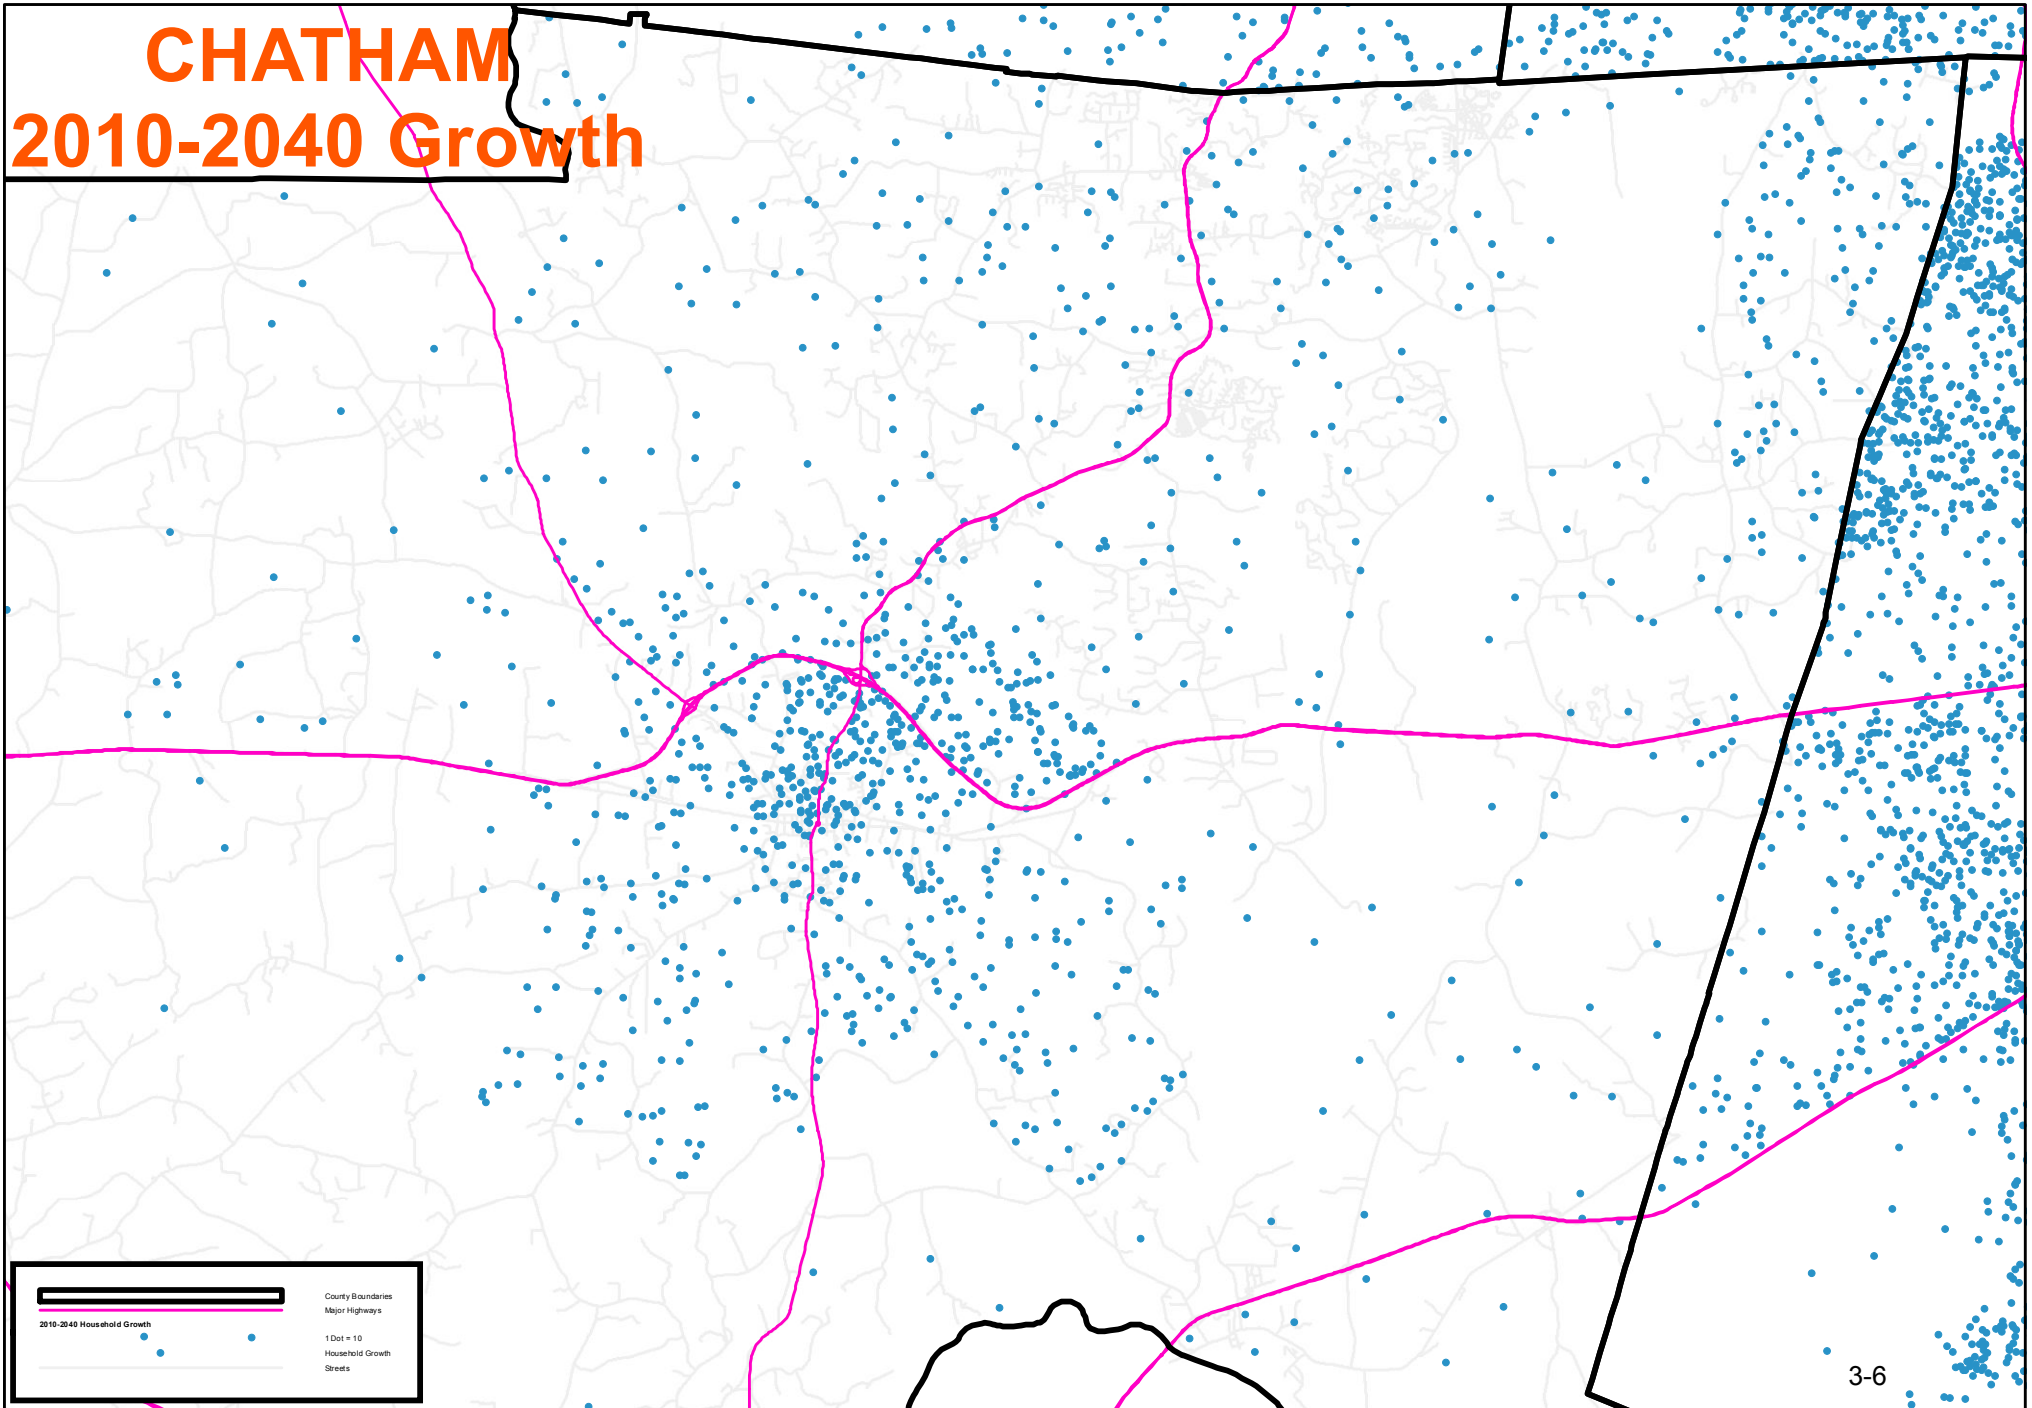 CHATHAM
2010-2040 Growth
County Boundaries
Major Highways
2010-2040 Household Growth
1 Dot = 10
Household Growth
Streets
3-6